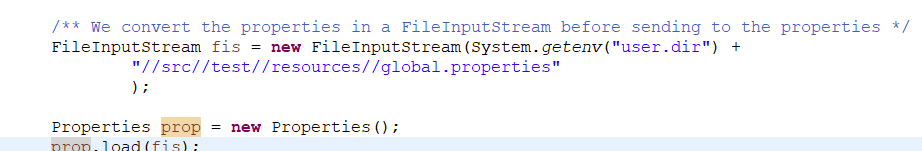 /** We convert the properties in a FileInputStream before sending to the properties */
FileInputStream fis = new FileInputStream(System.getenv("user.dir") +
"//src//test//resources//global.properties"
);
Properties prop = new Properties();
prop.load(fis);